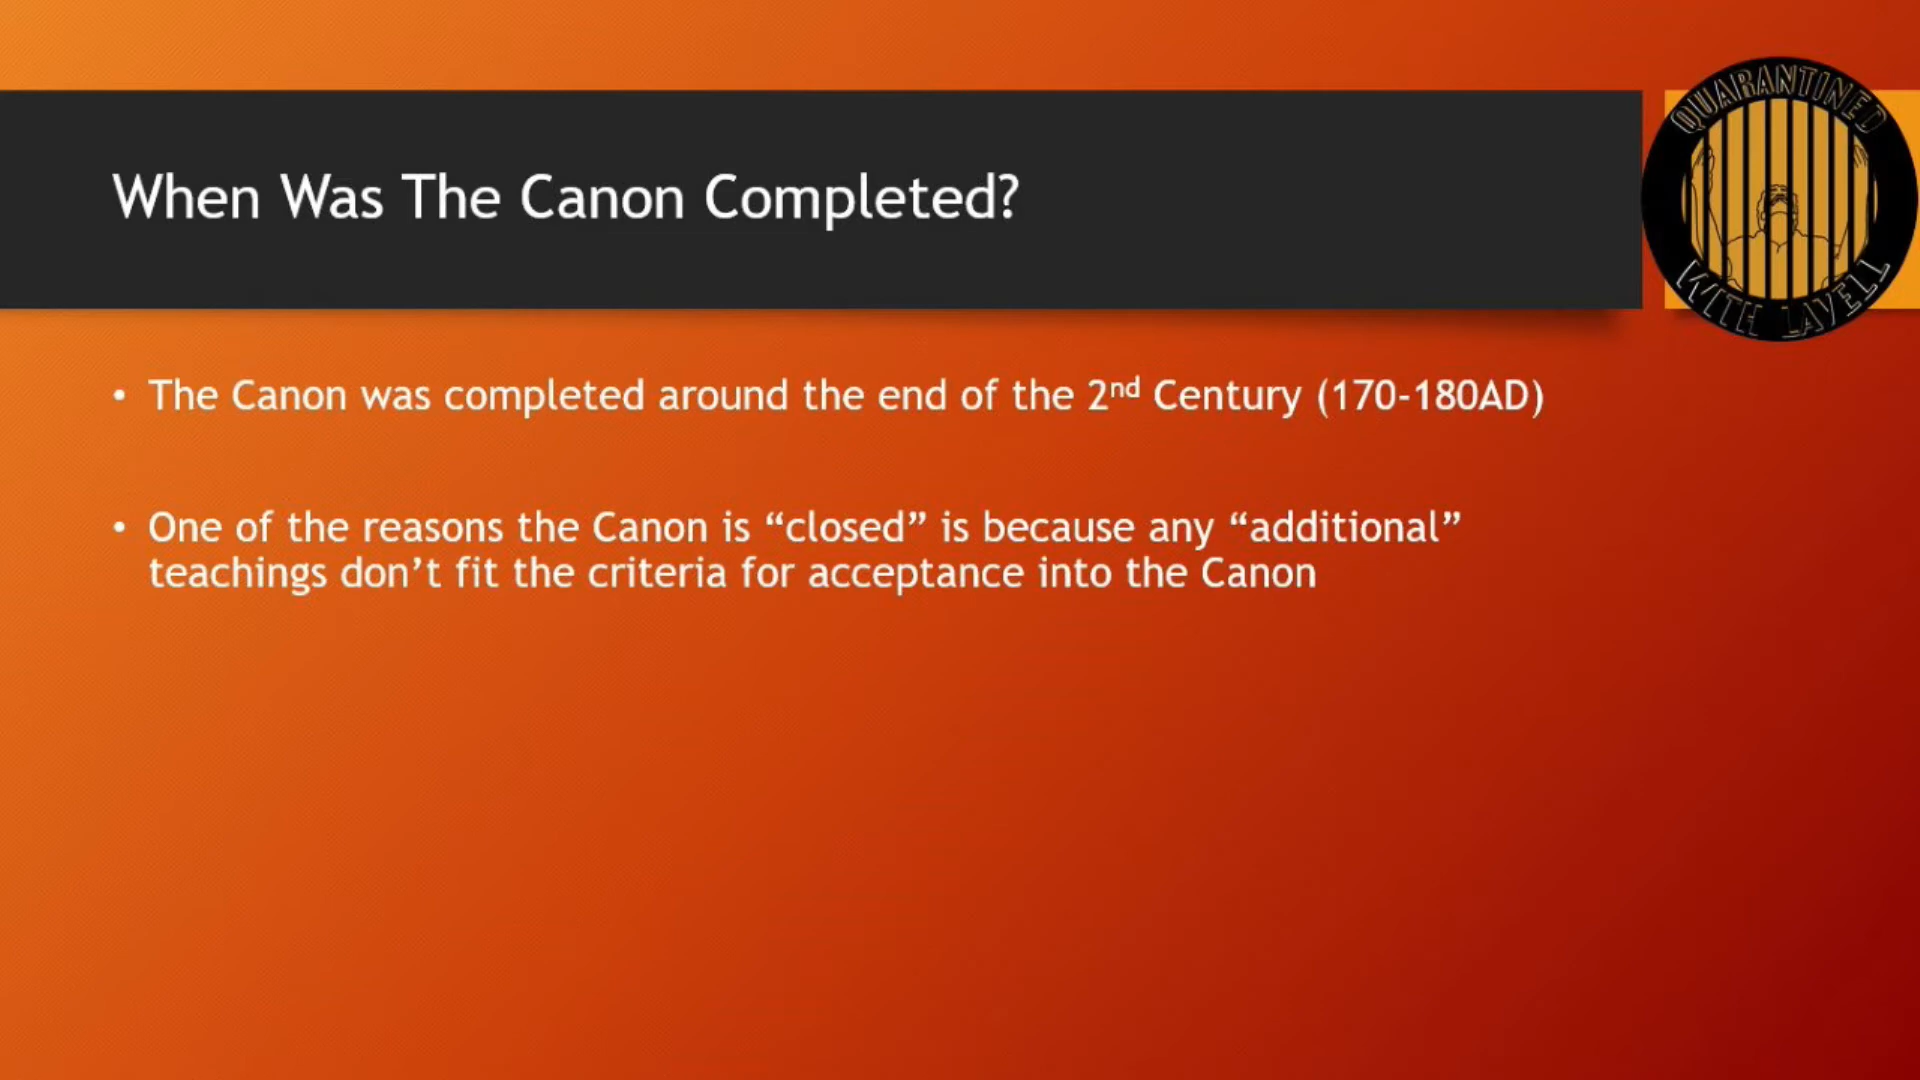 When Was The Canon Completed?
QUARANTINED
WITH LAVELL
• The Canon was completed around the end of the 2nd Century (170-180AD)
• One of the reasons the Canon is “closed” is because any “additional”
teachings don’t fit the criteria for acceptance into the Canon